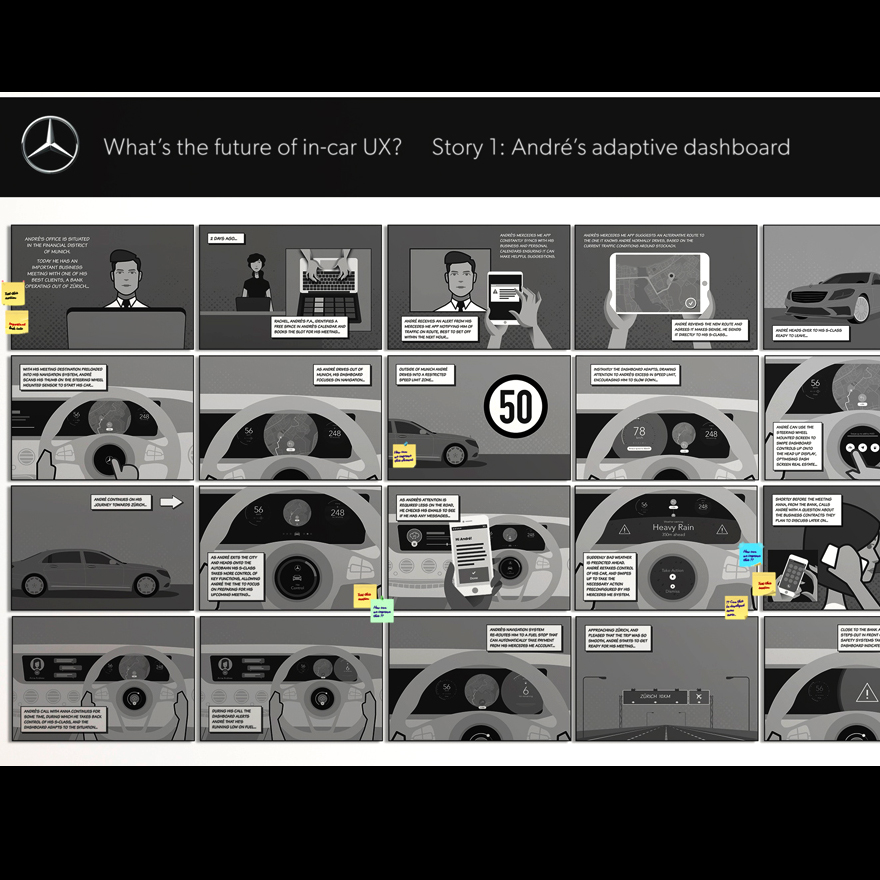 What's the future of in-car UX? Story 1: André's adaptive dashboard
ANDRÉ'S OFFICE IS SITUATED
IN THE FINANCIAL DISTRICT
OF MUNICH.
TODAY HE HAS AN
IMPORTANT BUSINESS
MEETING WITH ONE OF HIS
BEST CLIENTS, A BANK
OPERATING OUT OF ZÜRICH...
2 DAYS AGO...
RACHEL, ANDRÉ'S P.A., IDENTIFIES A
FREE SPACE IN ANDRÉ'S CALENDAR AND
BOOKS THE SLOT FOR HIS MEETING...
ANDRÉ'S MERCEDES ME APP
CONSTANTLY SYNCS WITH HIS
BUSINESS AND PERSONAL
CALENDARS ENSURING IT CAN
MAKE HELPFUL SUGGESTIONS.
ANDRÉ RECEIVES AN ALERT FROM HIS
MERCEDES ME APP NOTIFYING HIM OF
TRAFFIC ON ROUTE, BEST TO SET OFF
WITHIN THE NEXT HOUR...
ANDRÉ'S MERCEDES ME APP SUGGESTS AN ALTERNATIVE ROUTE TO
THE ONE IT KNOWS ANDRÉ NORMALLY DRIVES, BASED ON THE
CURRENT TRAFFIC CONDITIONS AROUND STOCKACH.
ANDRÉ REVIEWS THE NEW ROUTE AND
AGREES IT MAKES SENSE. HE SENDS
IT DIRECTLY TO HIS S-CLASS...
ANDRÉ HEADS OVER TO HIS S-CLASS
READY TO LEAVE...
WITH HIS MEETING DESTINATION PRELOADED
INTO HIS NAVIGATION SYSTEM, ANDRÉ
SCANS HIS THUMB ON THE STEERING WHEEL
MOUNTED SENSOR TO START HIS CAR...
56
248
AS ANDRÉ DRIVES OUT OF
MUNICH, HIS DASHBOARD
FOCUSES ON NAVIGATION...
56
248
OUTSIDE OF MUNICH ANDRÉ
DRIVES INTO A RESTRICTED
SPEED LIMIT ZONE...
50
INSTANTLY THE DASHBOARD ADAPTS, DRAWING
ATTENTION TO ANDRÉ'S EXCESS IN SPEED LIMIT,
ENCOURAGING HIM TO SLOW DOWN...
78
248
56
ANDRÉ CAN USE THE
STEERING WHEEL
MOUNTED SCREEN TO
SWIPE DASHBOARD
CONTROLS UP ONTO
THE HEAD UP DISPLAY,
OPTIMISING DASH
SCREEN REAL ESTATE...
ANDRÉ CONTINUES ON HIS
JOURNEY TOWARDS ZÜRICH...
56
248
AS ANDRÉ EXITS THE CITY
AND HEADS ONTO THE
AUTOBAHN HIS S-CLASS
TAKES MORE CONTROL OF
KEY FUNCTIONS, ALLOWING
ANDRÉ TO THINK ABOUT
ON PREPARING FOR HIS
UPCOMING MEETING...
Control
AS ANDRÉ'S ATTENTION IS
REQUIRED LESS ON THE ROAD,
HE CHECKS HIS EMAILS TO SEE
IF HE HAS ANY MESSAGES...
Hi André!
56
248
Heavy Rain
300m ahead
SUDDENLY BAD WEATHER
IS PREDICTED AHEAD.
ANDRÉ RETAKES CONTROL
OF HIS CAR, AND SWIPES
UP TO TAKE THE
NECESSARY ACTION
PRECONFIGURED BY HIS
MERCEDES ME SYSTEM.
Take Action
Dismiss
SHORTLY BEFORE THE MEETING
ANNA, FROM THE BANK, CALLS
ANDRÉ WITH A QUESTION ABOUT
THE BUSINESS CONTRACTS THEY
PLAN TO DISCUSS LATER ON...
ANDRÉ'S CALL WITH ANNA CONTINUES FOR
SOME TIME, DURING WHICH HE TAKES BACK
CONTROL OF HIS S-CLASS, AND THE
DASHBOARD ADAPTS TO THE SITUATION...
DURING HIS CALL THE
DASHBOARD ALERTS
ANDRÉ THAT HE'S
RUNNING LOW ON FUEL...
ANDRÉ'S NAVIGATION SYSTEM
RE-ROUTES HIM TO A FUEL STOP THAT
CAN AUTOMATICALLY TAKE PAYMENT
FROM HIS MERCEDES ME ACCOUNT...
56
6
APPROACHING ZÜRICH, AND
PLEASED THAT THE TRIP WAS SO
SMOOTH, ANDRÉ STARTS TO GET
READY FOR HIS MEETING...
ZÜRICH 10KM
CLOSE TO THE BANK A
STEPS OUT IN FRONT
SAFETY SYSTEMS TA
DASHBOARD INDICATE
56